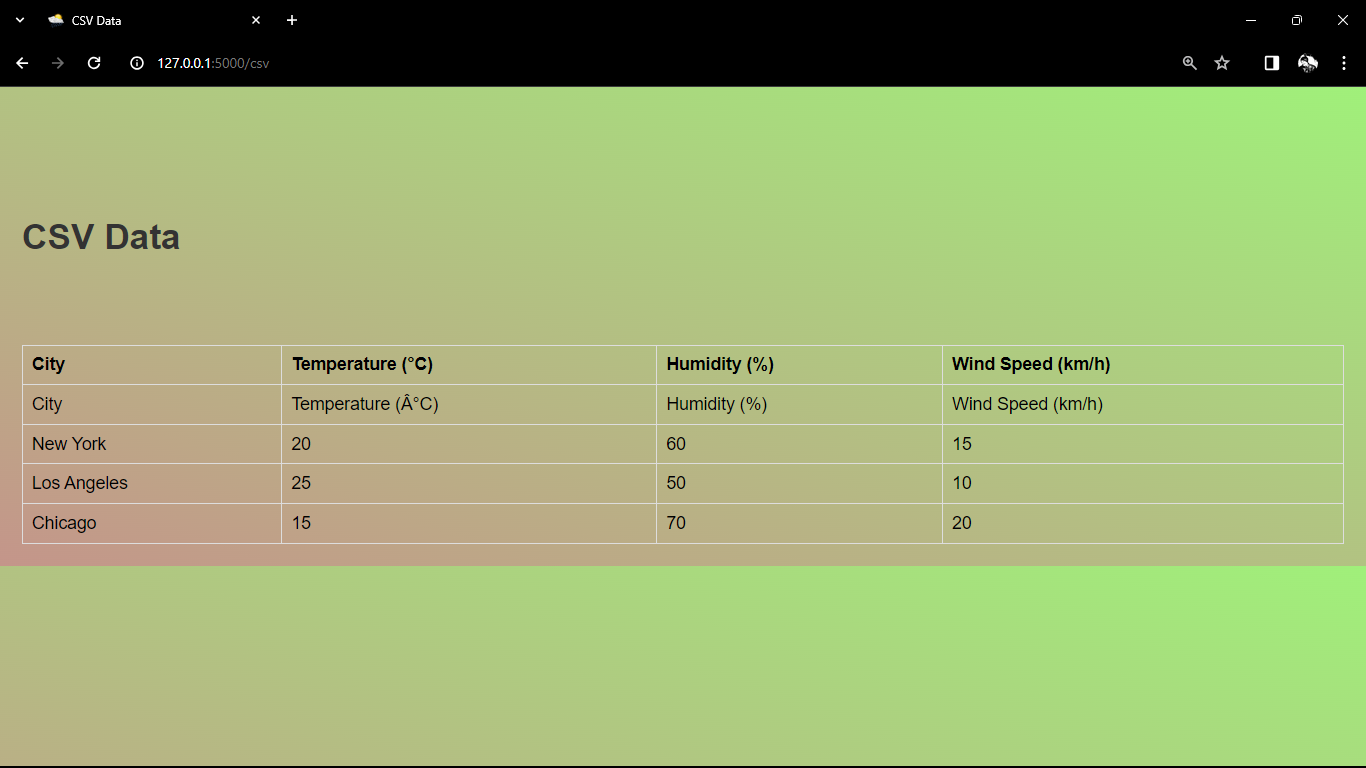 CSV Data
127.0.0.1:5000/csv
CSV Data
City Temperature (°C) Humidity (%) Wind Speed (km/h)
City Temperature (Â°C) Humidity (%) Wind Speed (km/h)
New York 20 60 15
Los Angeles 25 50 10
Chicago 15 70 20